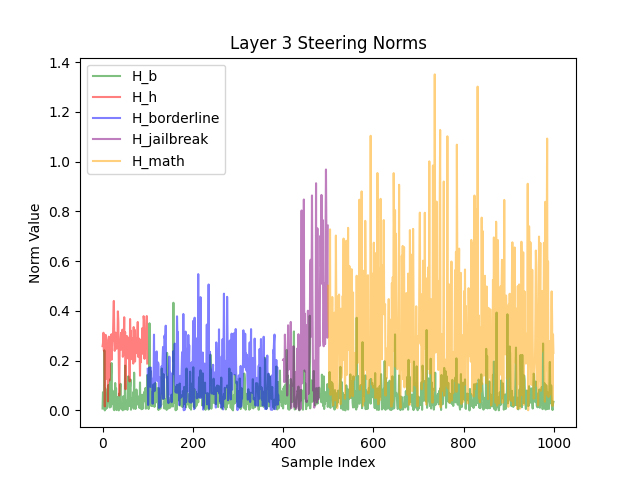 Layer 3 Steering Norms
H_b
H_h
H_borderline
H_jailbreak
H_math
Norm Value
1.4
1.2
1.0
0.8
0.6
0.4
0.2
0.0
0 200 400 600 800 1000
Sample Index